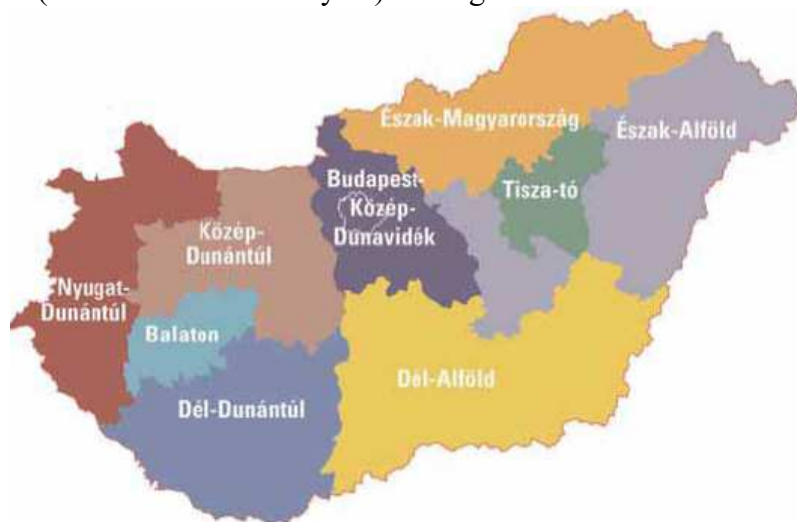 Észak-Magyarország
Észak-Alföld
Budapest-
Közép-
Dunavidék
Tisza-tó
Közép-
Dunántúl
Nyugat-
Dunántúl
Balaton
Dél-Alföld
Dél-Dunántúl